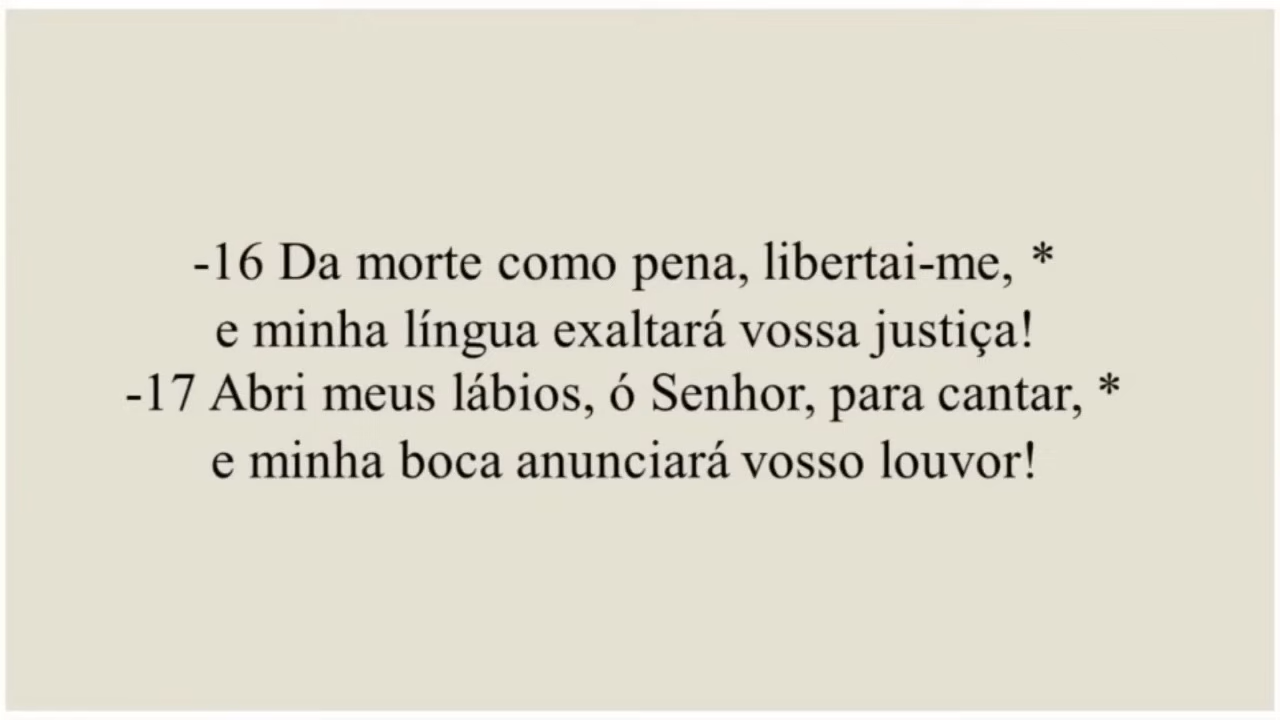 -16 Da morte como pena, libertai-me, *
e minha língua exaltará vossa justiça!
-17 Abri meus lábios, ó Senhor, para cantar, *
e minha boca anunciará vosso louvor!